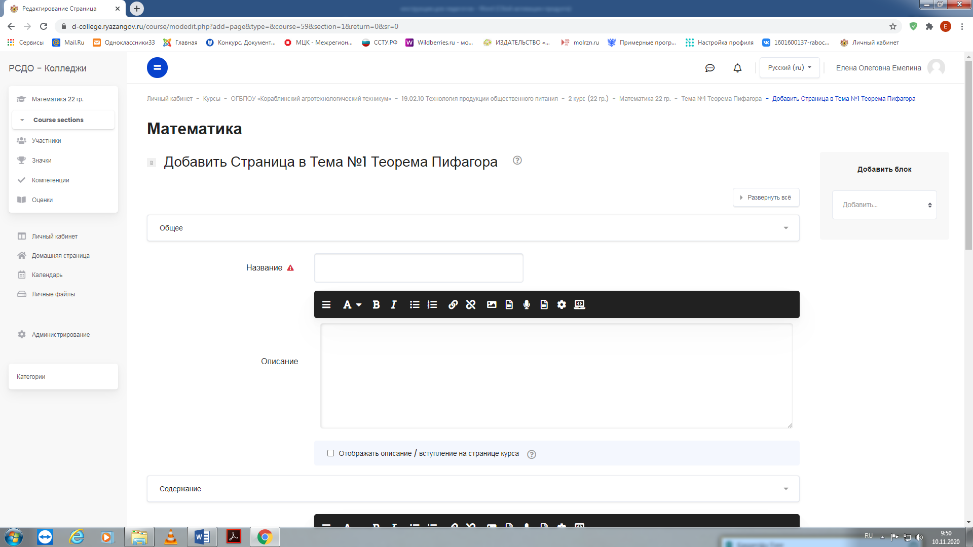 Редактирование Страница
d-college.ryazangov.ru/course/modedit.php?add=page&type=&course=59&section=1&return=0&sr=0
Сервисы Mail.Ru Одноклассники33 Главная Конкурс Документ... МЦК - Межрегион... ССТУ.РФ Wildberries.ru - мо... ИЗДАТЕЛЬСТВО «... molrzn.ru Примерные програ... Настройка профиля 1601600137-raboc... Личный кабинет
РСДО – Колледжи
Русский (ru)
Елена Олеговна Емелина
Математика 22 гр.
Course sections
Участники
Значки
Компетенции
Оценки
Личный кабинет
Домашняя страница
Календарь
Личные файлы
Администрирование
Категории
Личный кабинет - Курсы - ОГБПОУ «Кораблинский агротехнологический техникум» - 19.02.10 Технология продукции общественного питания - 2 курс (22 гр.) - Математика 22 гр. - Тема №1 Теорема Пифагора - Добавить Страница в Тема №1 Теорема Пифагора
Математика
Добавить Страница в Тема №1 Теорема Пифагора
Развернуть всё
Общее
Название
Описание
Отображать описание / вступление на странице курса
Содержание
Добавить блок
Добавить...
RU
9:50
10.11.2020